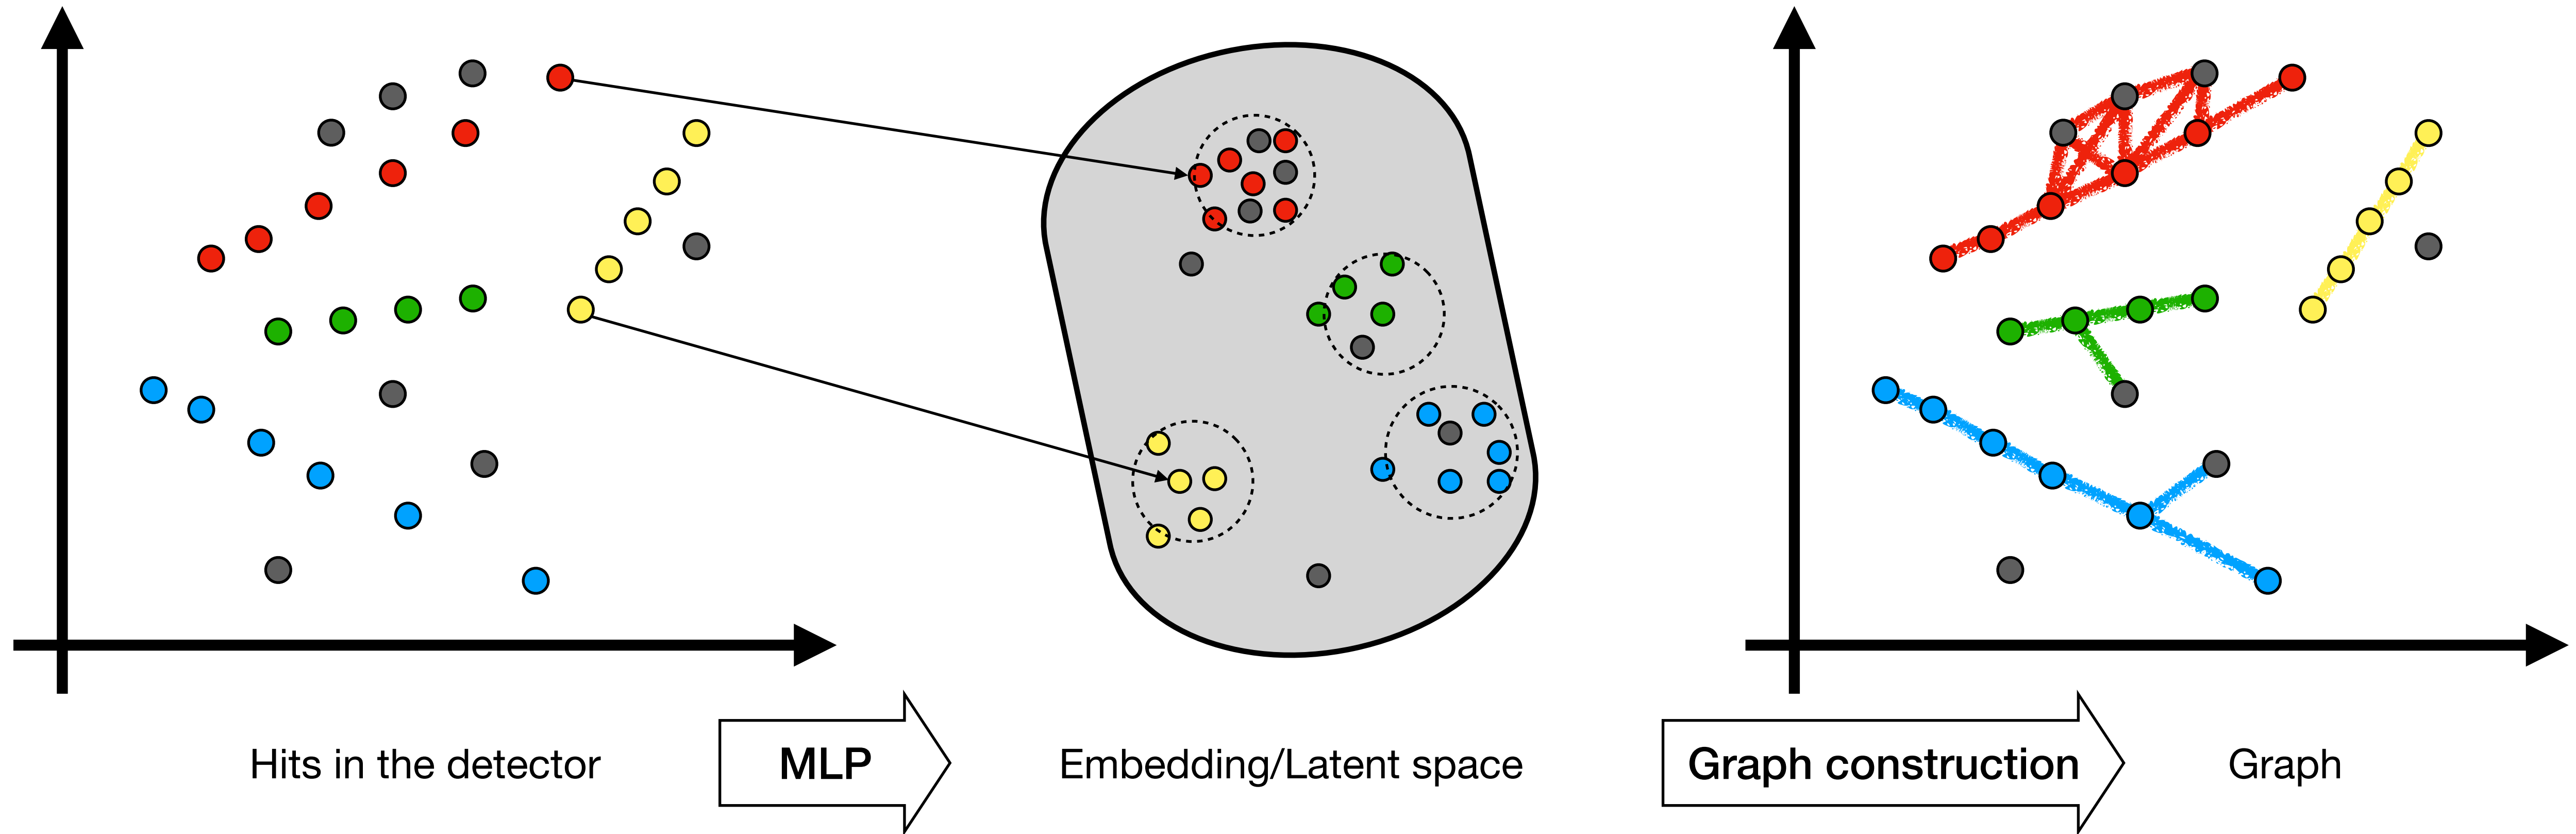 Hits in the detector
MLP
Embedding/Latent space
Graph construction
Graph